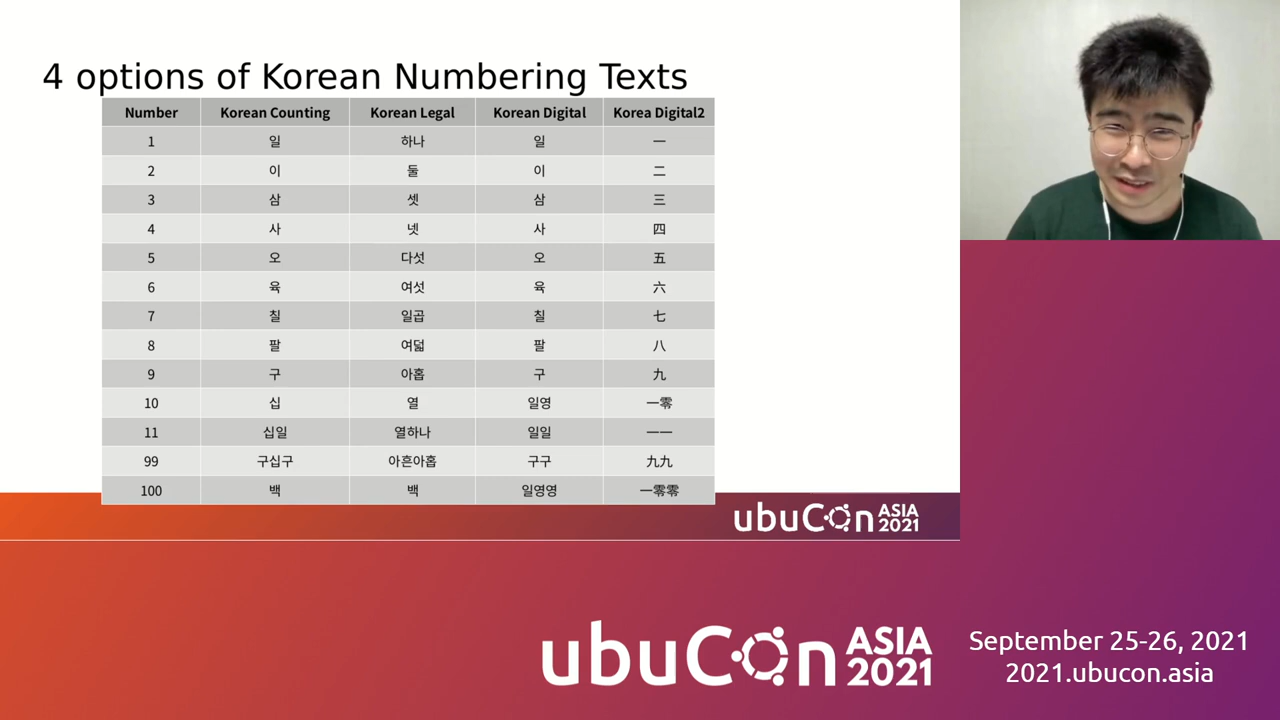 4 options of Korean Numbering Texts
Number Korean Counting Korean Legal Korean Digital Korea Digital2
1 일 하나 일 一
2 이 둘 이 二
3 삼 셋 삼 三
4 사 넷 사 四
5 오 다섯 오 五
6 육 여섯 육 六
7 칠 일곱 칠 七
8 팔 여덟 팔 八
9 구 아홉 구 九
10 십 열 일영 一零
11 십일 열하나 일일 一一
99 구십구 아흔아홉 구구 九九
100 백 백 일영영 一零零
ubuCon ASIA 2021
ubuCon ASIA 2021
September 25-26, 2021
2021.ubucon.asia